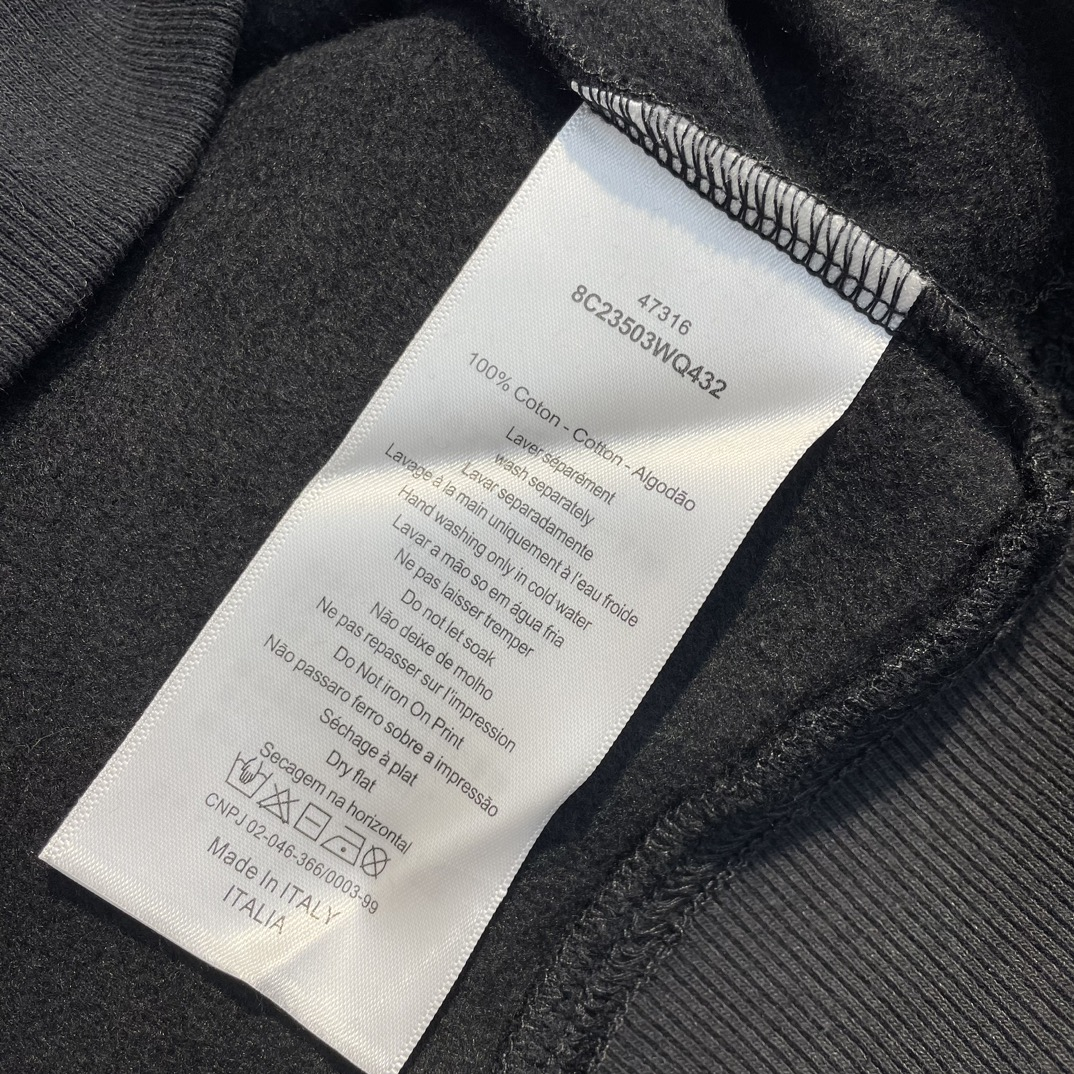 47316
8C23503WQ432
100% Coton - Cotton - Algodão
Laver séparément
wash separately
Lavar separadamente
Lavage à la main uniquement à l'eau froide
Hand washing only in cold water
Lavar a mão so em água fria
Ne pas laisser tremper
Do not let soak
Não deixe de molho
Ne pas repasser sur l'impression
Do Not iron On Print
Não passaro ferro sobre a impressão
Séchage à plat
Dry flat
Secagem na horizontal
CNPJ 02-046-366/0003-99
Made In ITALY
ITALIA